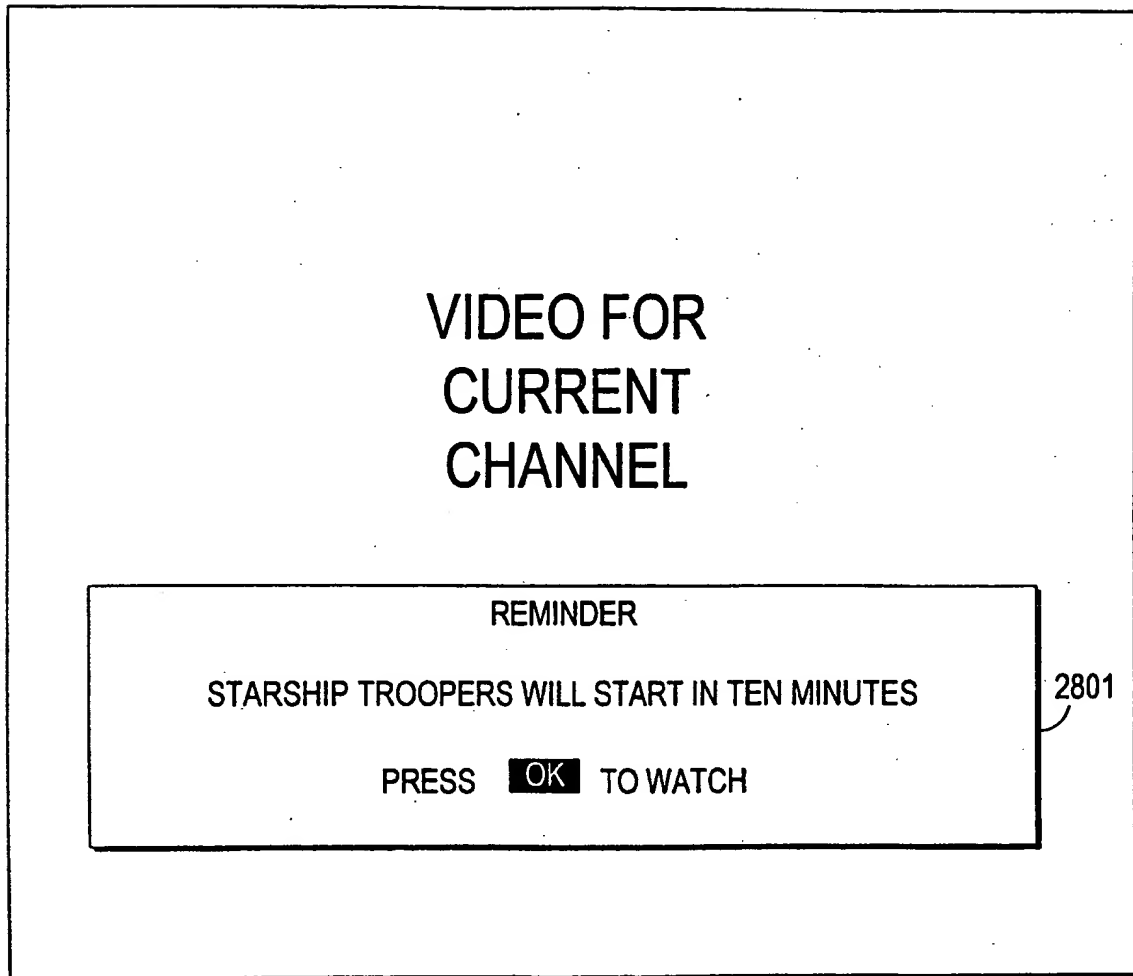 VIDEO FOR
CURRENT
CHANNEL
REMINDER
STARSHIP TROOPERS WILL START IN TEN MINUTES
2801
PRESS OK TO WATCH